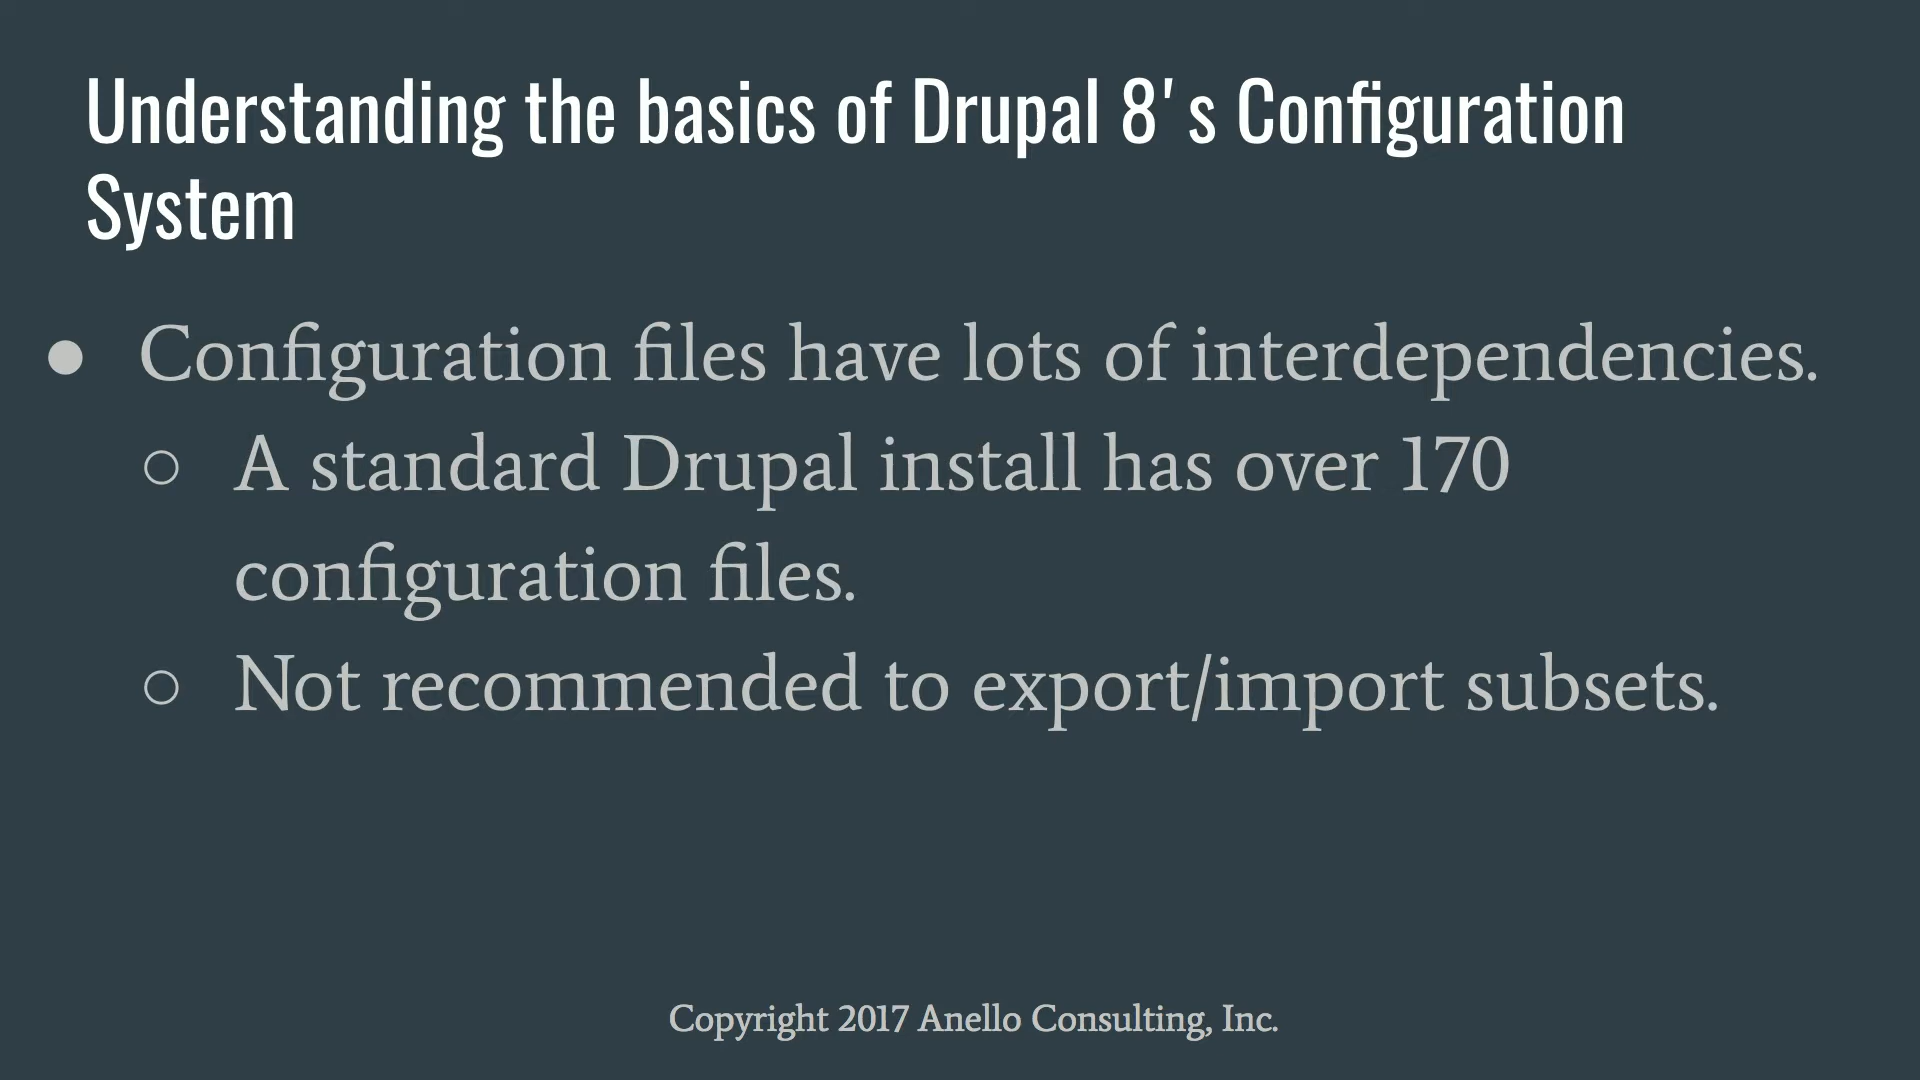 Understanding the basics of Drupal 8's Configuration
System
● Configuration files have lots of interdependencies.
○ A standard Drupal install has over 170
configuration files.
○ Not recommended to export/import subsets.
Copyright 2017 Anello Consulting, Inc.